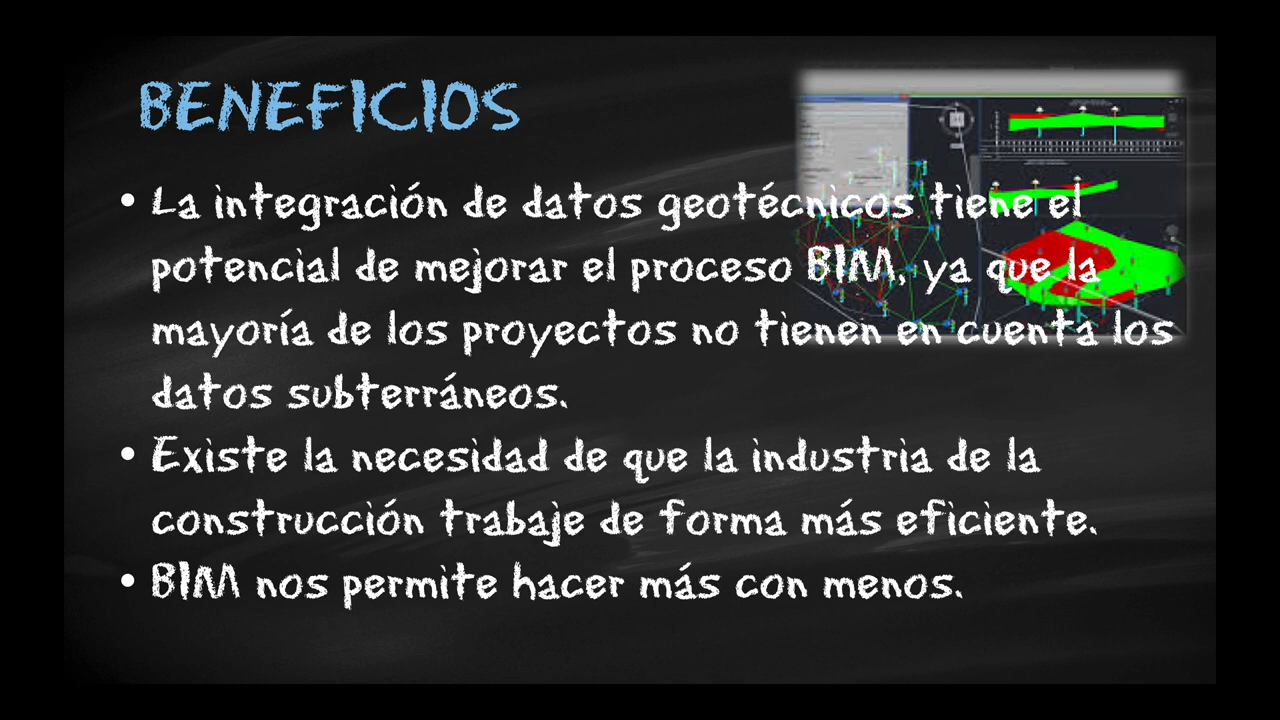 BENEFICIOS
• La integración de datos geotécnicos tiene el
potencial de mejorar el proceso BIM, ya que la
mayoría de los proyectos no tienen en cuenta los
datos subterráneos.
• Existe la necesidad de que la industria de la
construcción trabaje de forma más eficiente.
• BIM nos permite hacer más con menos.